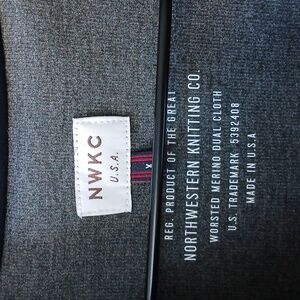 NWKC
U.S.A.
X
REG. PRODUCT OF THE GREAT
NORTHWESTERN KNITTING CO.
WORSTED MERINO DUAL CLOTH
U.S. TRADEMARK 5392408
MADE IN U.S.A